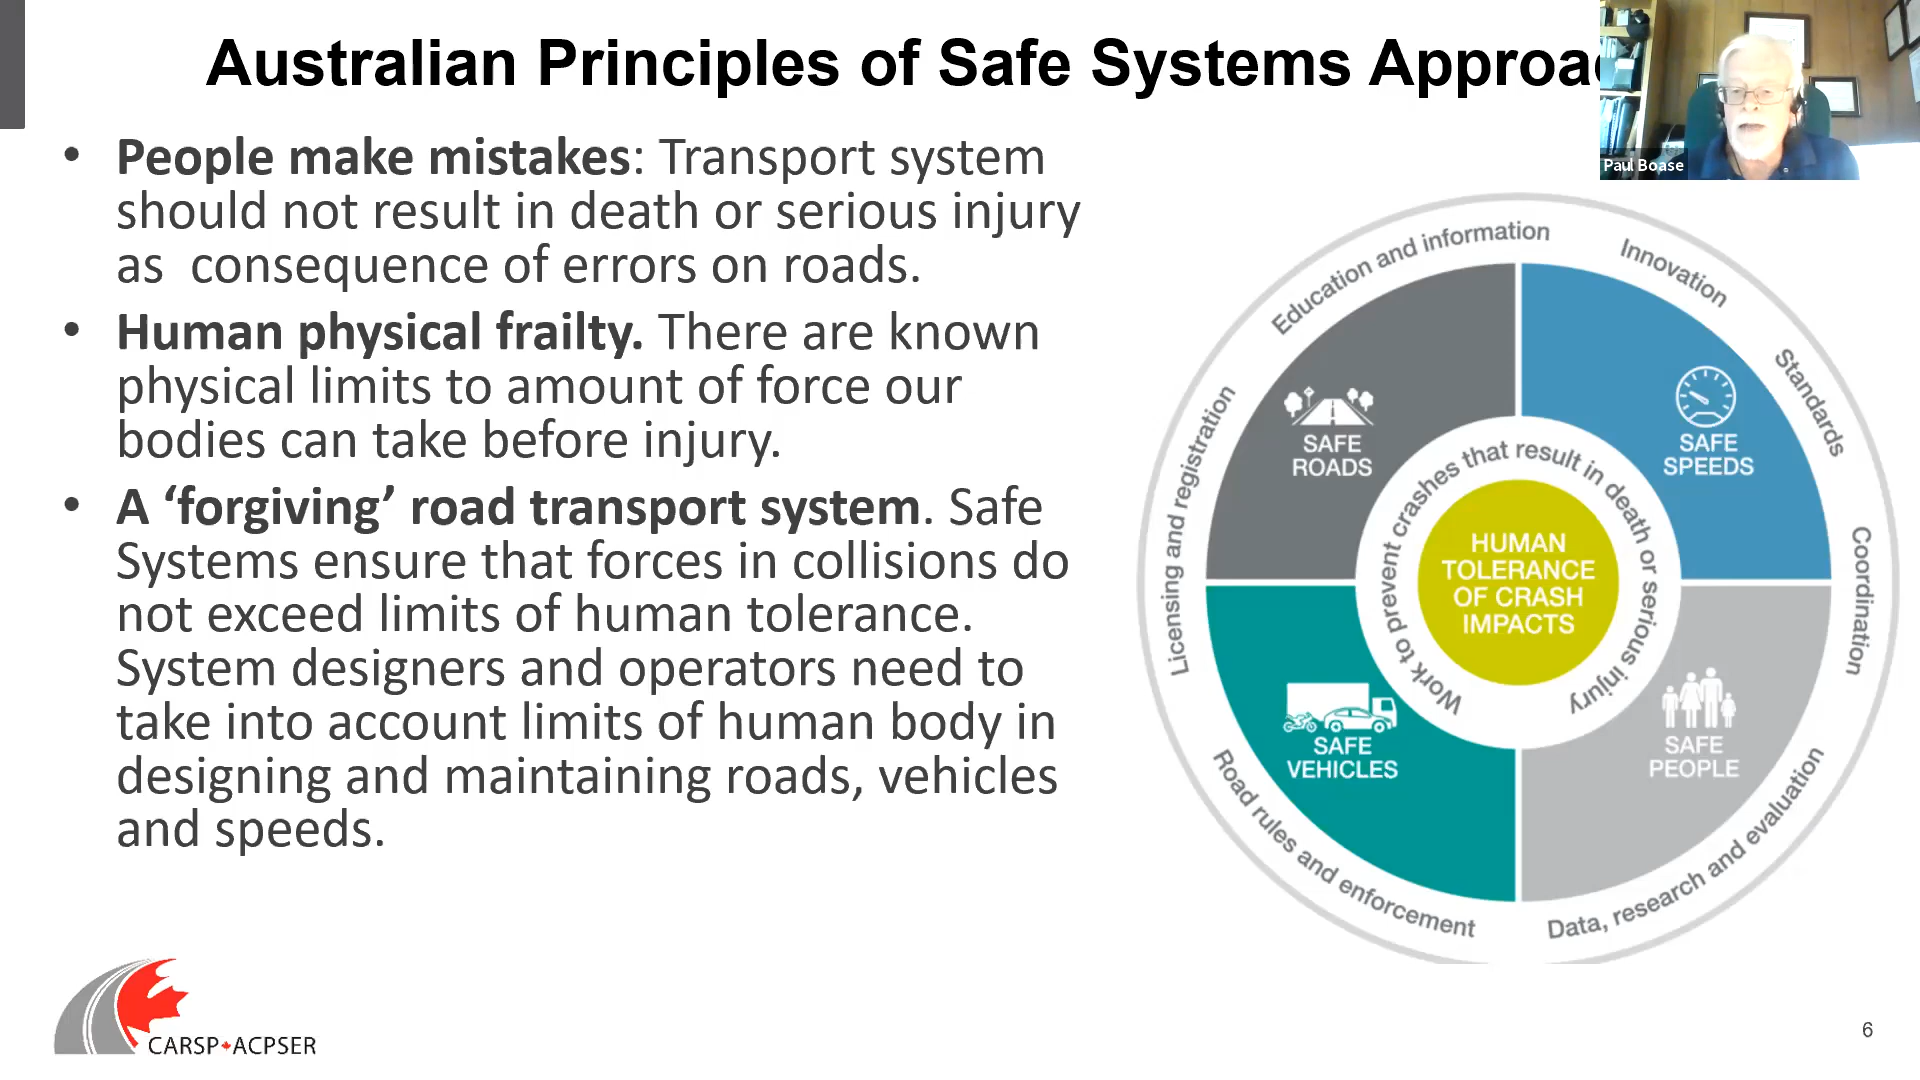 Australian Principles of Safe Systems
Paul Boase
• People make mistakes: Transport system
should not result in death or serious injury
as consequence of errors on roads.
• Human physical frailty. There are known
physical limits to amount of force our
bodies can take before injury.
• A ‘forgiving’ road transport system. Safe
Systems ensure that forces in collisions do
not exceed limits of human tolerance.
System designers and operators need to
take into account limits of human body in
designing and maintaining roads, vehicles
and speeds.
Education and information
Innovation
Standards
Coordination
Data, research and evaluation
Road rules and enforcement
Licensing and registration
SAFE
ROADS
SAFE
SPEEDS
SAFE
VEHICLES
SAFE
PEOPLE
Work to prevent crashes that result in death or serious injury
HUMAN
TOLERANCE
OF CRASH
IMPACTS
CARSP ACPSER
6